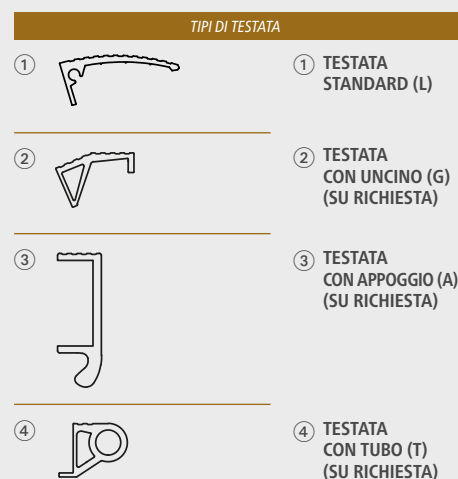 TIPI DI TESTATA
1
1 TESTATA
STANDARD (L)
2
2 TESTATA
CON UNCINO (G)
(SU RICHIESTA)
3
3 TESTATA
CON APPOGGIO (A)
(SU RICHIESTA)
4
4 TESTATA
CON TUBO (T)
(SU RICHIESTA)